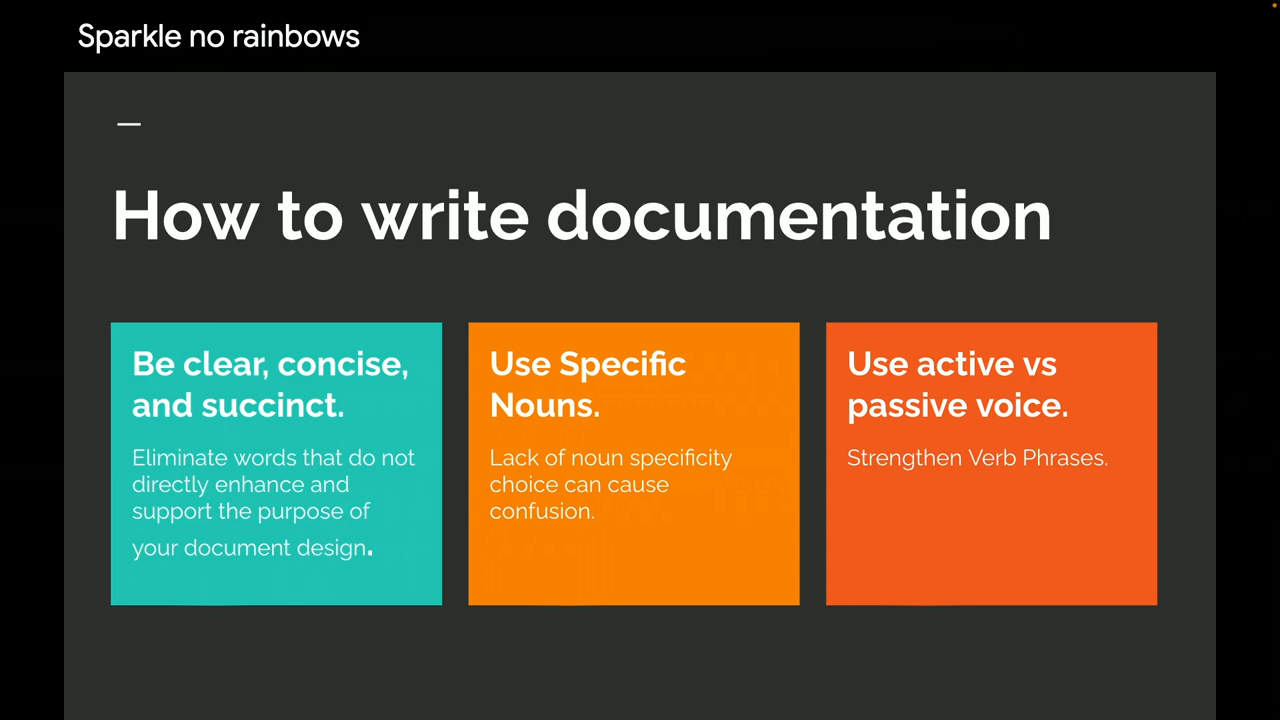 Sparkle no rainbows
How to write documentation
Be clear, concise,
and succinct.
Eliminate words that do not
directly enhance and
support the purpose of
your document design.
Use Specific
Nouns.
Lack of noun specificity
choice can cause
confusion.
Use active vs
passive voice.
Strengthen Verb Phrases.